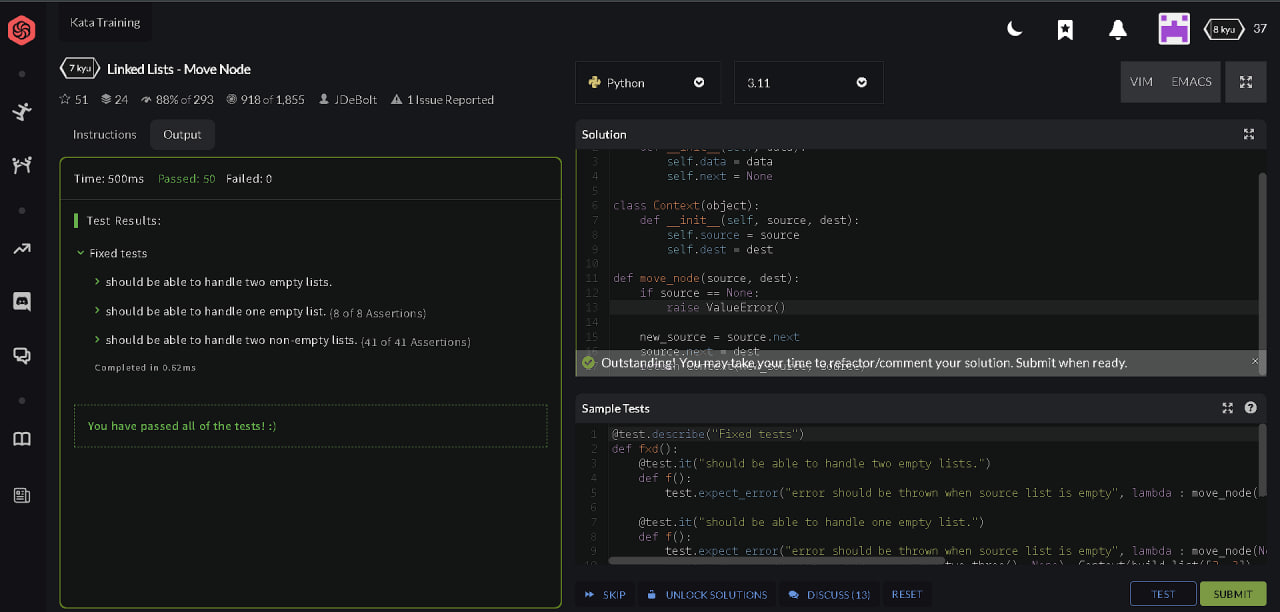 Kata Training
8 kyu 37
7 kyu Linked Lists - Move Node
51 24 88% of 293 918 of 1,855 JDeBolt 1 Issue Reported
Python 3.11 VIM EMACS
Instructions Output
Time: 500ms Passed: 50 Failed: 0
Test Results:
Fixed tests
should be able to handle two empty lists.
should be able to handle one empty list. (8 of 8 Assertions)
should be able to handle two non-empty lists. (41 of 41 Assertions)
Completed in 0.62ms
You have passed all of the tests! :)
Solution
2 def __init__(self, data):
3 self.data = data
4 self.next = None
5
6 class Context(object):
7 def __init__(self, source, dest):
8 self.source = source
9 self.dest = dest
10
11 def move_node(source, dest):
12 if source == None:
13 raise ValueError()
14
15 new_source = source.next
16 source.next = dest
Outstanding! You may take your time to refactor/comment your solution. Submit when ready.
Sample Tests
1 @test.describe("Fixed tests")
2 def fxd():
3 @test.it("should be able to handle two empty lists.")
4 def f():
5 test.expect_error("error should be thrown when source list is empty", lambda : move_node(
6
7 @test.it("should be able to handle one empty list.")
8 def f():
9 test.expect_error("error should be thrown when source list is empty", lambda : move_node(No
10
SKIP UNLOCK SOLUTIONS DISCUSS (13) RESET TEST SUBMIT